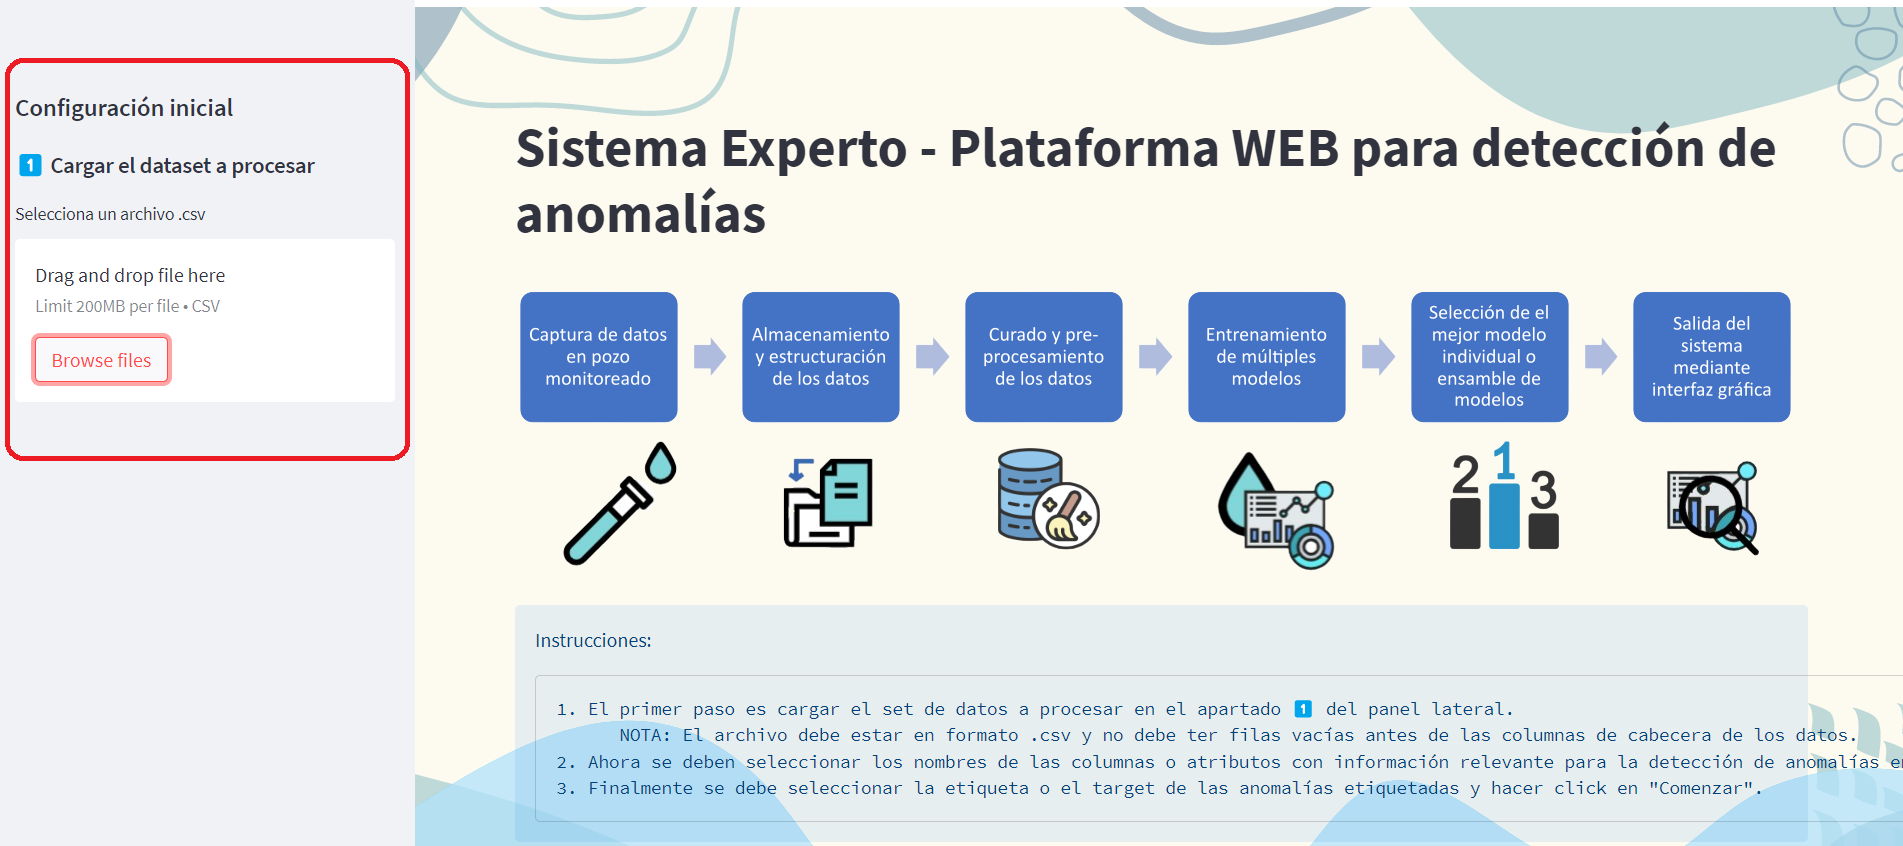 Configuración inicial
1 Cargar el dataset a procesar
Selecciona un archivo .csv
Drag and drop file here
Limit 200MB per file • CSV
Browse files
Sistema Experto - Plataforma WEB para detección de
anomalías
Captura de datos
en pozo
monitoreado
Almacenamiento
y estructuración
de los datos
Curado y pre-
procesamiento
de los datos
Entrenamiento
de múltiples
modelos
Selección de el
mejor modelo
individual o
ensamble de
modelos
Salida del
sistema
mediante
interfaz gráfica
2 1 3
Instrucciones:
1. El primer paso es cargar el set de datos a procesar en el apartado 1 del panel lateral.
NOTA: El archivo debe estar en formato .csv y no debe ter filas vacías antes de las columnas de cabecera de los datos.
2. Ahora se deben seleccionar los nombres de las columnas o atributos con información relevante para la detección de anomalías
3. Finalmente se debe seleccionar la etiqueta o el target de las anomalías etiquetadas y hacer click en "Comenzar".